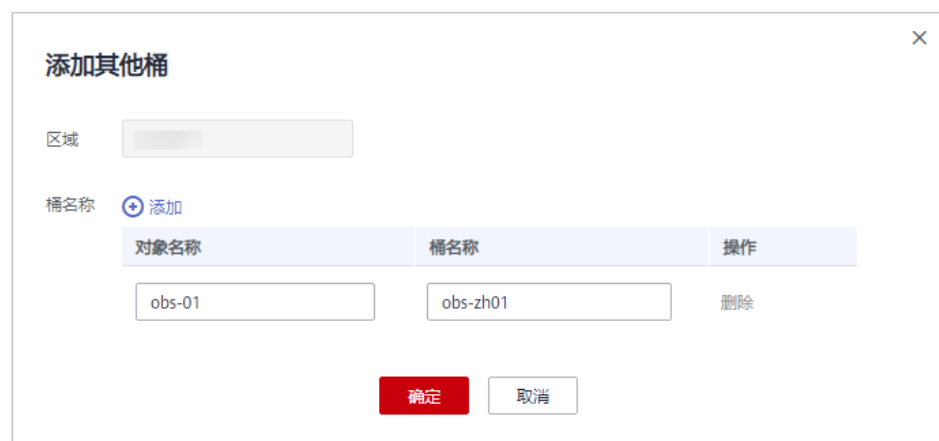 添加其他桶
区域
桶名称 添加
对象名称 桶名称 操作
obs-01 obs-zh01 删除
确定 取消